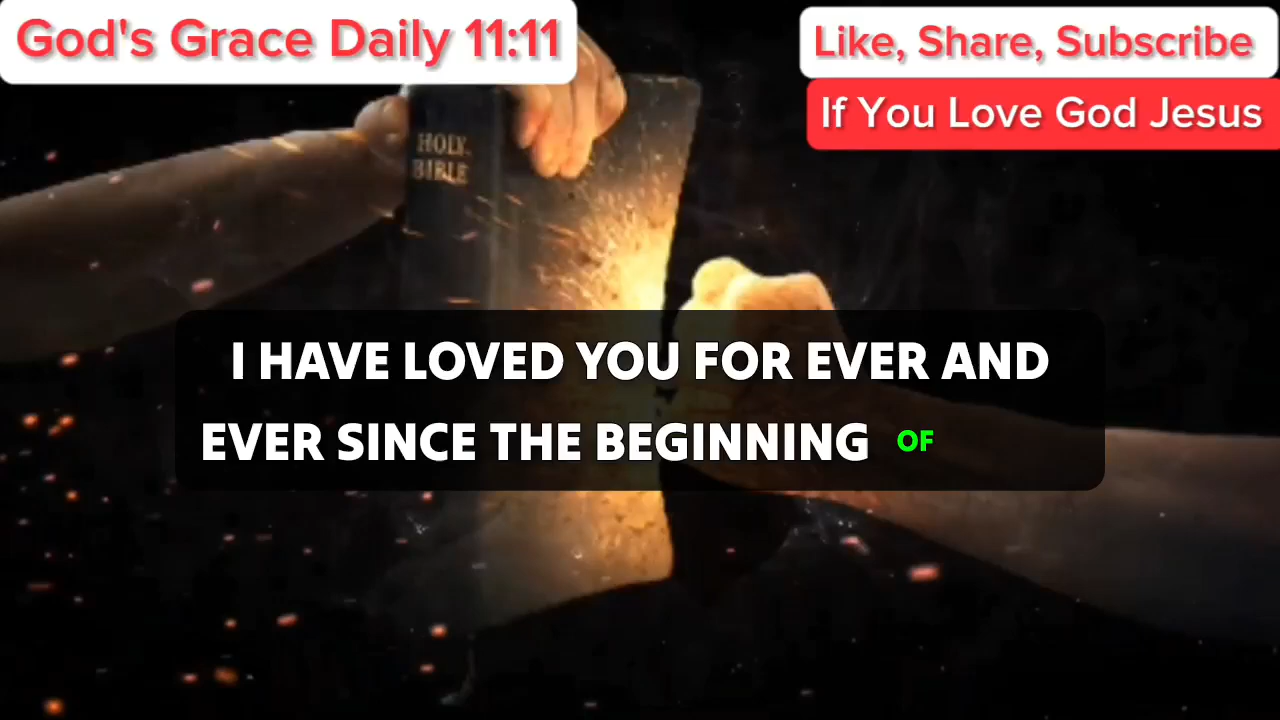 God's Grace Daily 11:11
Like, Share, Subscribe
If You Love God Jesus
HOLY
BIBLE
I HAVE LOVED YOU FOR EVER AND
EVER SINCE THE BEGINNING OF